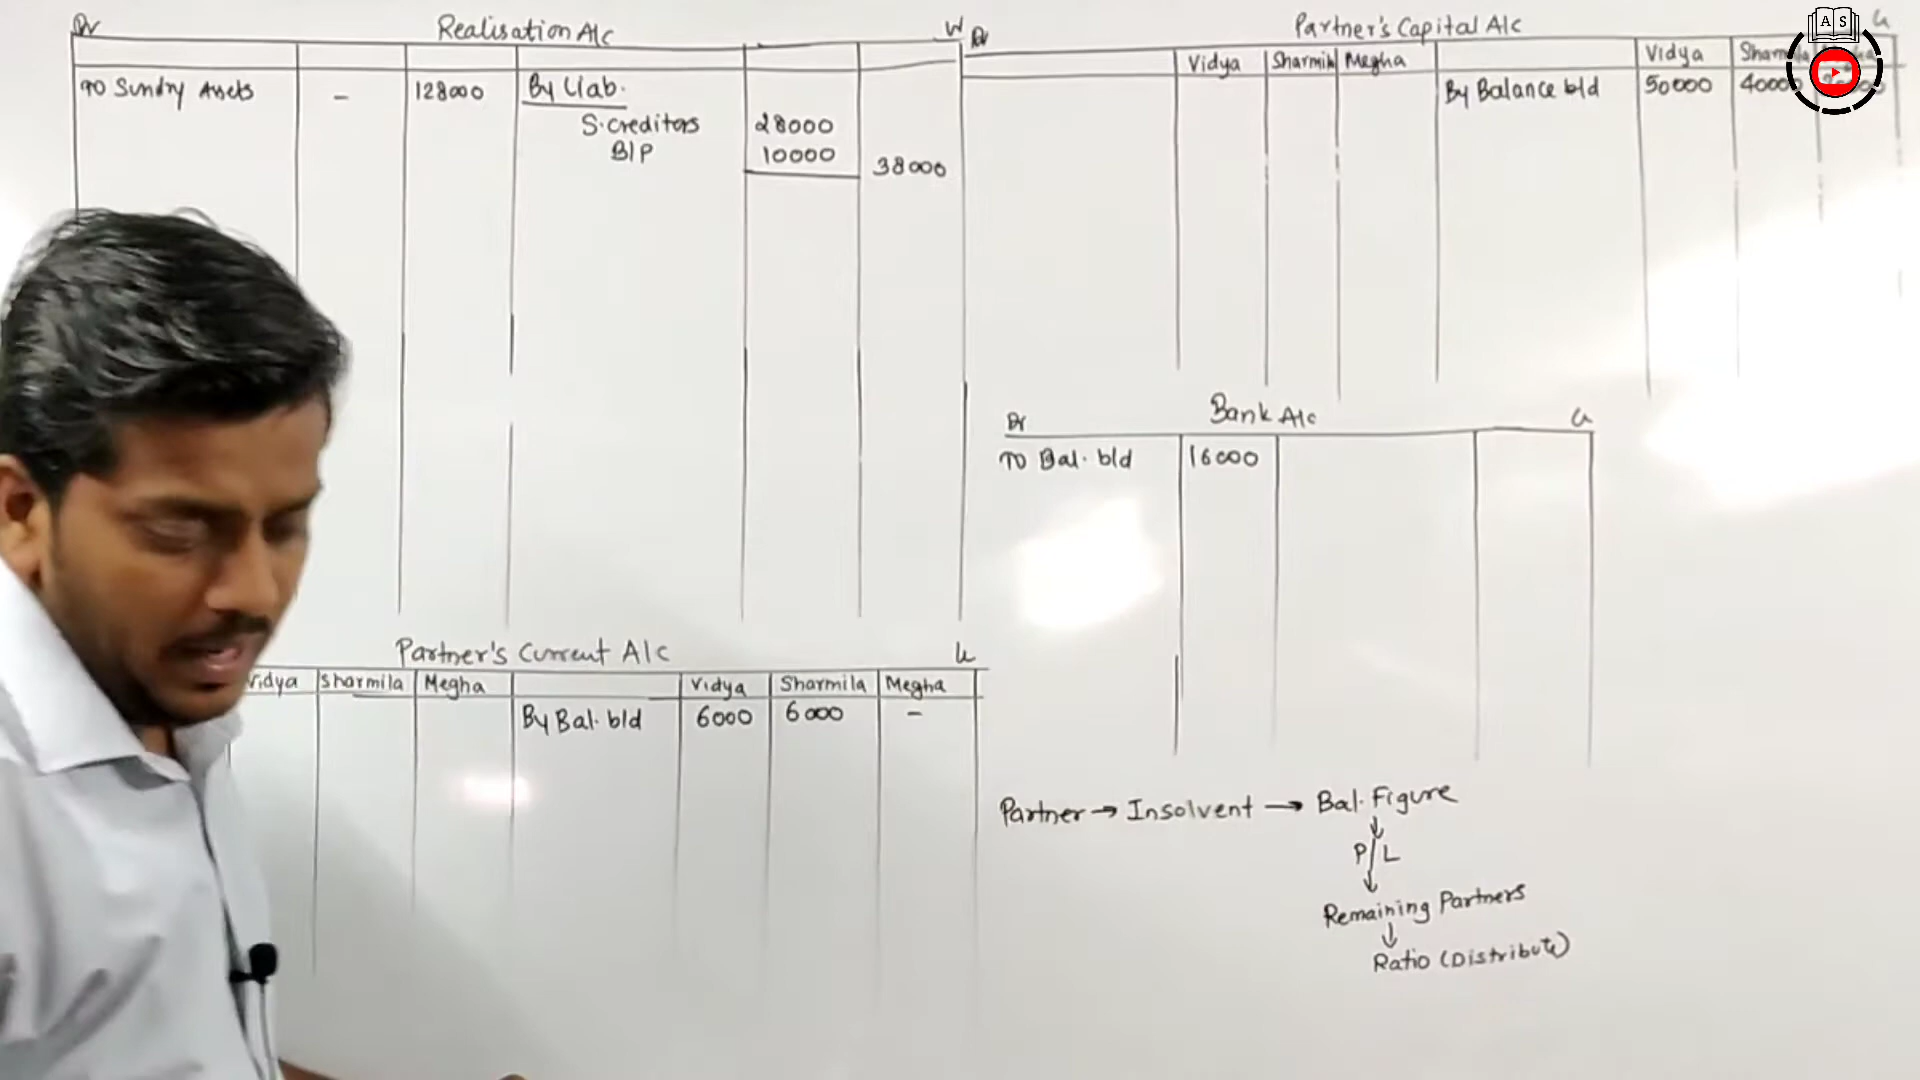 Dr Realisation A/c Cr
To Sundry Assets - 128000 By Liab.
S. creditors 28000
B/P 10000 38000
Dr Partner's Capital A/c Cr
Vidya Sharmila Megha Vidya
By Balance b/d 50000 40000
AS
Dr Bank A/c Cr
To Bal. b/d 16000
Partner's Current A/c Cr
Vidya Sharmila Megha Vidya Sharmila Megha
By Bal. b/d 6000 6000 -
Partner → Insolvent → Bal. Figure
↓
P/L
↓
Remaining Partners
↓
Ratio (Distribute)